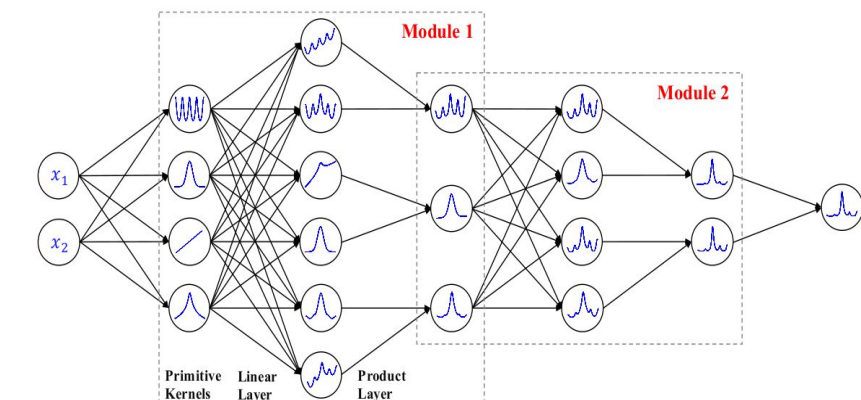 Module 1
Module 2
x₁
x₂
Primitive Linear Product
Kernels Layer Layer